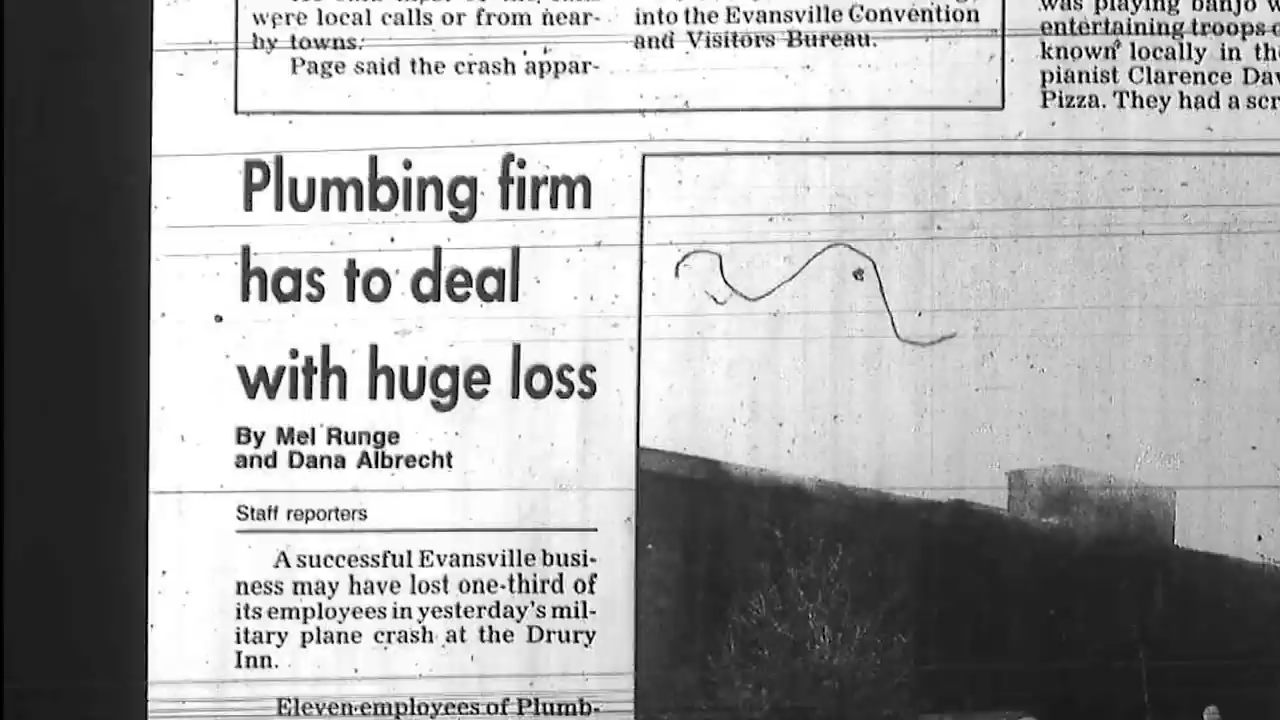 were local calls or from near-
by towns.
Page said the crash appar-
into the Evansville Convention
and Visitors Bureau.
was playing banjo
entertaining troops
known locally in
pianist Clarence
Pizza. They had a
Plumbing firm
has to deal
with huge loss
By Mel Runge
and Dana Albrecht
Staff reporters
A successful Evansville busi-
ness may have lost one-third of
its employees in yesterday's mil-
itary plane crash at the Drury
Inn.
Eleven employees of Plumb-